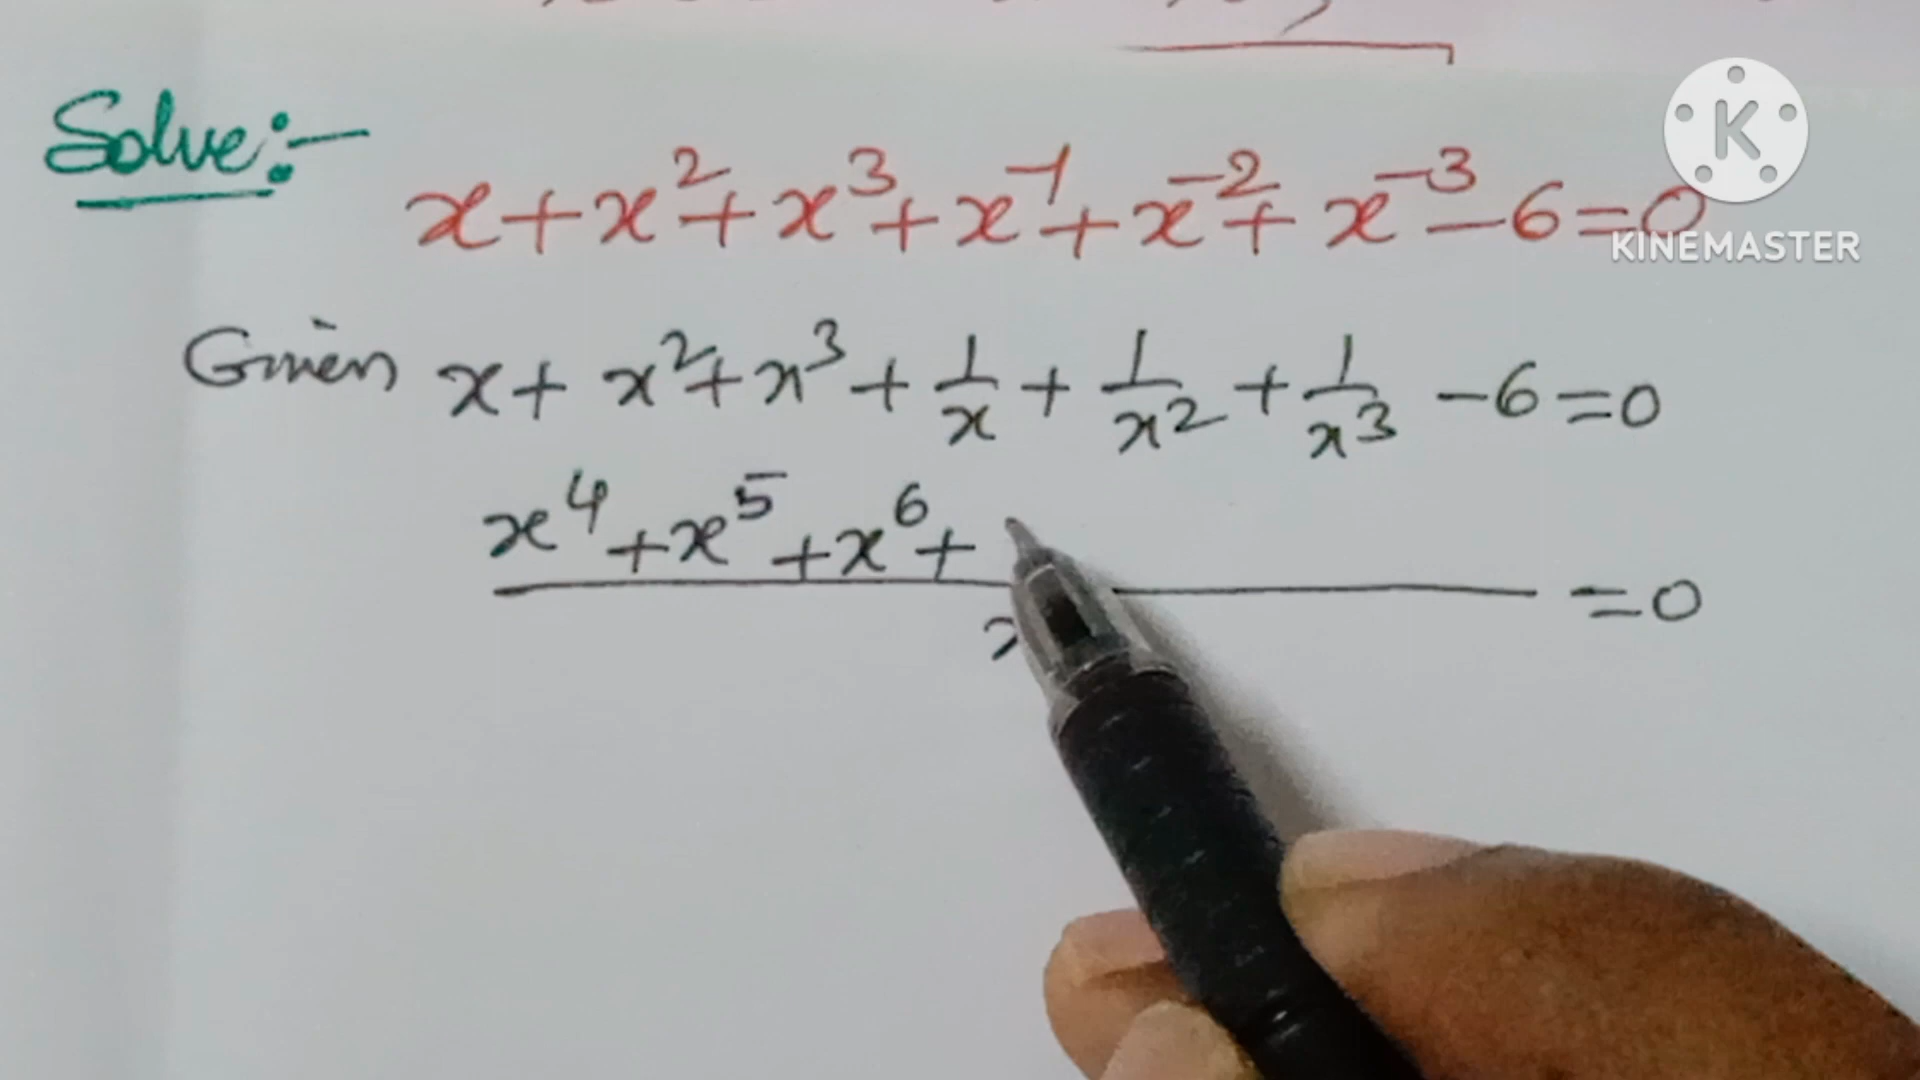 Solve:-
x+x²+x³+x⁻¹+x⁻²+x⁻³-6=0
KINEMASTER
Given x+x²+x³+1/x+1/x²+1/x³-6=0
x⁴+x⁵+x⁶+
=0